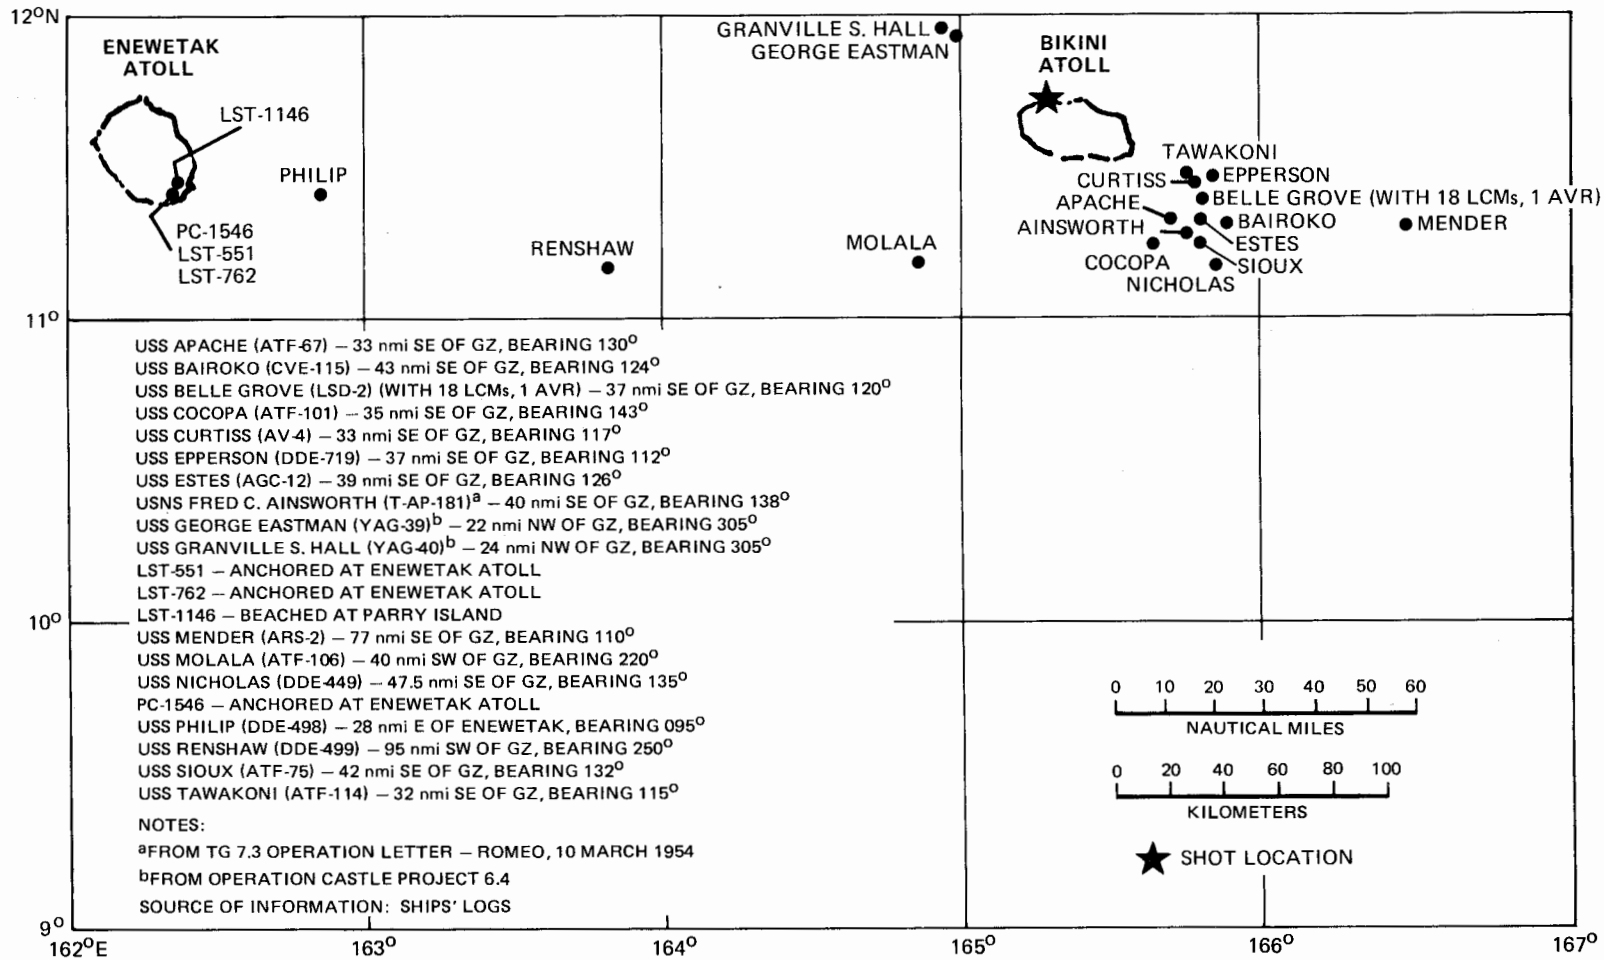 12°N
ENEWETAK
ATOLL
LST-1146
PHILIP
PC-1546
LST-551
LST-762
RENSHAW
MOLALA
GRANVILLE S. HALL
GEORGE EASTMAN
BIKINI
ATOLL
TAWAKONI
EPPERSON
CURTISS
BELLE GROVE (WITH 18 LCMs, 1 AVR)
APACHE
BAIROKO
MENDER
AINSWORTH
ESTES
COCOPA
SIOUX
NICHOLAS
11°
USS APACHE (ATF-67) — 33 nmi SE OF GZ, BEARING 130°
USS BAIROKO (CVE-115) — 43 nmi SE OF GZ, BEARING 124°
USS BELLE GROVE (LSD-2) (WITH 18 LCMs, 1 AVR) — 37 nmi SE OF GZ, BEARING 120°
USS COCOPA (ATF-101) — 35 nmi SE OF GZ, BEARING 143°
USS CURTISS (AV-4) — 33 nmi SE OF GZ, BEARING 117°
USS EPPERSON (DDE-719) — 37 nmi SE OF GZ, BEARING 112°
USS ESTES (AGC-12) — 39 nmi SE OF GZ, BEARING 126°
USNS FRED C. AINSWORTH (T-AP-181)ᵃ — 40 nmi SE OF GZ, BEARING 138°
USS GEORGE EASTMAN (YAG-39)ᵇ — 22 nmi NW OF GZ, BEARING 305°
USS GRANVILLE S. HALL (YAG-40)ᵇ — 24 nmi NW OF GZ, BEARING 305°
LST-551 — ANCHORED AT ENEWETAK ATOLL
LST-762 — ANCHORED AT ENEWETAK ATOLL
LST-1146 — BEACHED AT PARRY ISLAND
10°
USS MENDER (ARS-2) — 77 nmi SE OF GZ, BEARING 110°
USS MOLALA (ATF-106) — 40 nmi SW OF GZ, BEARING 220°
USS NICHOLAS (DDE-449) — 47.5 nmi SE OF GZ, BEARING 135°
PC-1546 — ANCHORED AT ENEWETAK ATOLL
USS PHILIP (DDE-498) — 28 nmi E OF ENEWETAK, BEARING 095°
USS RENSHAW (DDE-499) — 95 nmi SW OF GZ, BEARING 250°
USS SIOUX (ATF-75) — 42 nmi SE OF GZ, BEARING 132°
USS TAWAKONI (ATF-114) — 32 nmi SE OF GZ, BEARING 115°
NOTES:
ᵃFROM TG 7.3 OPERATION LETTER — ROMEO, 10 MARCH 1954
ᵇFROM OPERATION CASTLE PROJECT 6.4
SOURCE OF INFORMATION: SHIPS' LOGS
0 10 20 30 40 50 60
NAUTICAL MILES
0 20 40 60 80 100
KILOMETERS
SHOT LOCATION
9°
162°E 163° 164° 165° 166° 167°